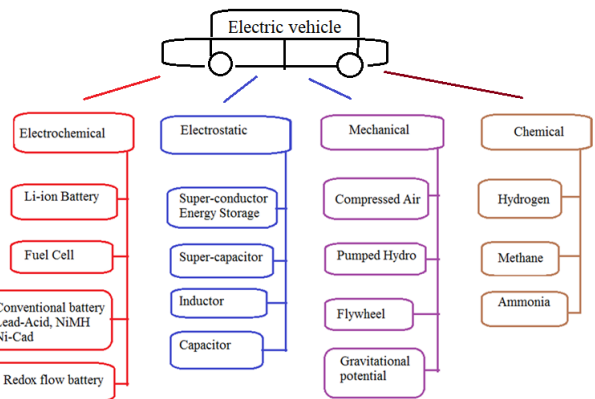 Electric vehicle
Electrochemical
Li-ion Battery
Fuel Cell
Conventional battery
Lead-Acid, NiMH
Ni-Cad
Redox flow battery
Electrostatic
Super-conductor
Energy Storage
Super-capacitor
Inductor
Capacitor
Mechanical
Compressed Air
Pumped Hydro
Flywheel
Gravitational
potential
Chemical
Hydrogen
Methane
Ammonia